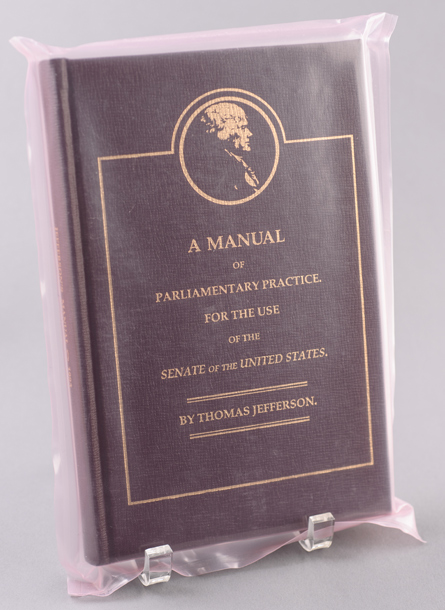 A MANUAL
OF
PARLIAMENTARY PRACTICE.
FOR THE USE
OF THE
SENATE OF THE UNITED STATES.
BY THOMAS JEFFERSON.